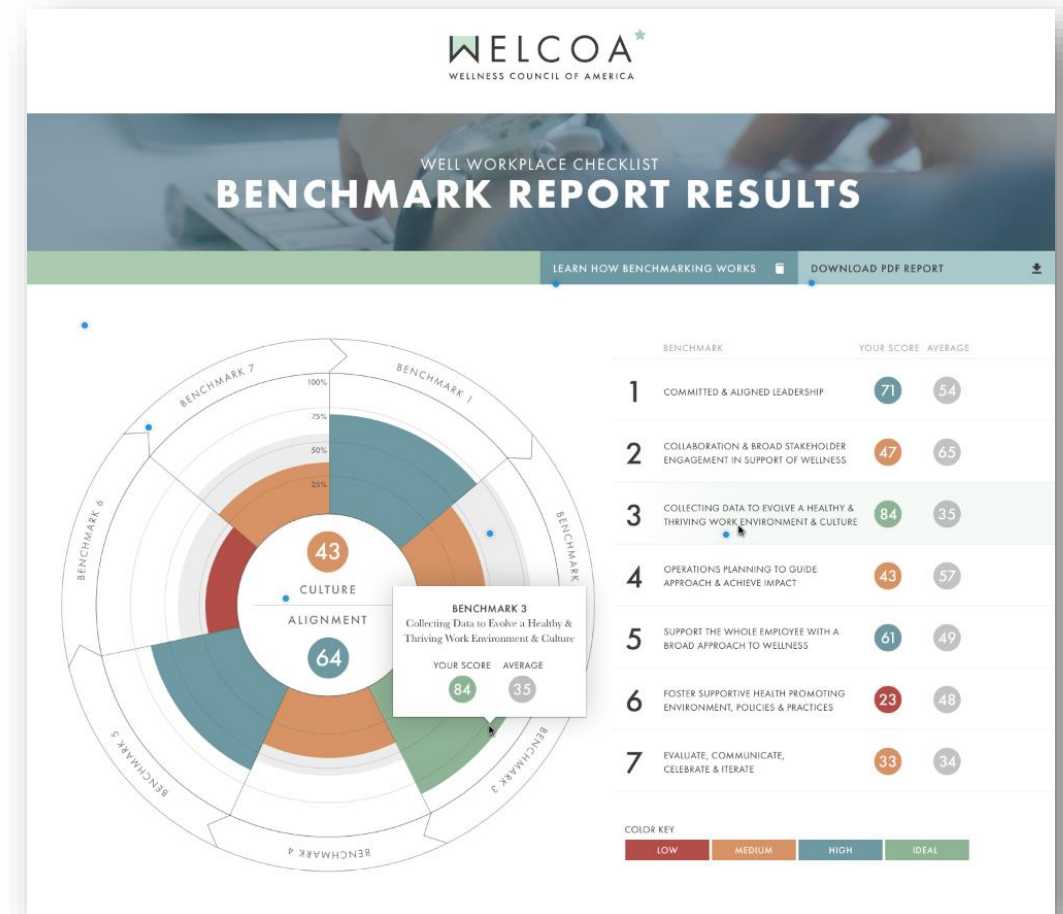 WELCOA
WELLNESS COUNCIL OF AMERICA
WELL WORKPLACE CHECKLIST
BENCHMARK REPORT RESULTS
LEARN HOW BENCHMARKING WORKS
DOWNLOAD PDF REPORT
BENCHMARK 7
BENCHMARK 1
BENCHMARK
BENCHMARK 3
BENCHMARK 4
BENCHMARK 5
BENCHMARK 6
100%
75%
50%
25%
43
CULTURE
ALIGNMENT
64
BENCHMARK 3
Collecting Data to Evolve a Healthy &
Thriving Work Environment & Culture
YOUR SCORE AVERAGE
84 35
BENCHMARK YOUR SCORE AVERAGE
1 COMMITTED & ALIGNED LEADERSHIP 71 54
2 COLLABORATION & BROAD STAKEHOLDER
ENGAGEMENT IN SUPPORT OF WELLNESS 47 65
3 COLLECTING DATA TO EVOLVE A HEALTHY &
THRIVING WORK ENVIRONMENT & CULTURE 84 35
4 OPERATIONS PLANNING TO GUIDE
APPROACH & ACHIEVE IMPACT 43 57
5 SUPPORT THE WHOLE EMPLOYEE WITH A
BROAD APPROACH TO WELLNESS 61 49
6 FOSTER SUPPORTIVE HEALTH PROMOTING
ENVIRONMENT, POLICIES & PRACTICES 23 48
7 EVALUATE, COMMUNICATE,
CELEBRATE & ITERATE 33 34
COLOR KEY
LOW MEDIUM HIGH IDEAL